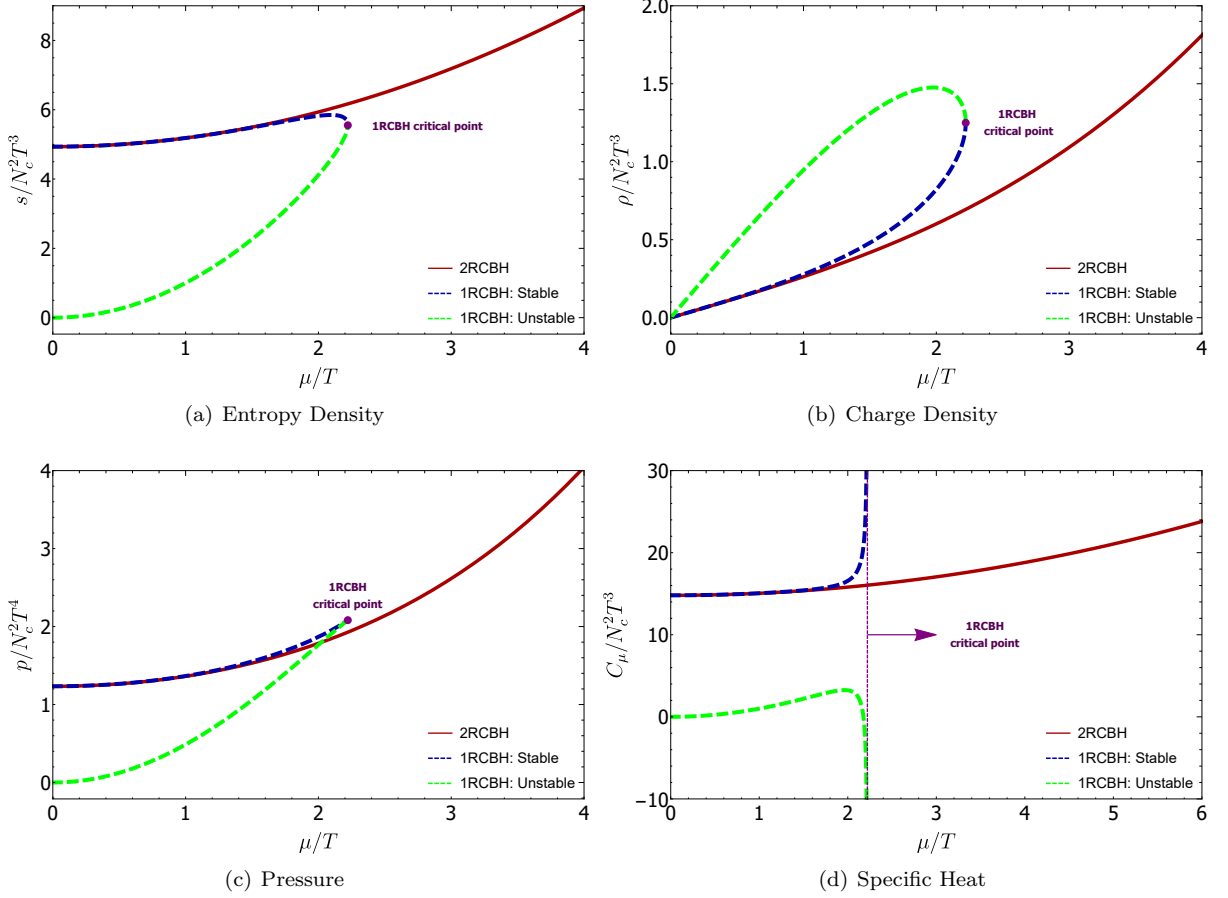 8
6
4
2
0
s/N_c^2T^3
1RCBH critical point
2RCBH
1RCBH: Stable
1RCBH: Unstable
0 1 2 3 4
μ/T
(a) Entropy Density
2.0
1.5
1.0
0.5
0.0
ρ/N_c^2T^3
1RCBH
critical point
2RCBH
1RCBH: Stable
1RCBH: Unstable
0 1 2 3 4
μ/T
(b) Charge Density
4
3
2
1
0
p/N_c^2T^4
1RCBH
critical point
2RCBH
1RCBH: Stable
1RCBH: Unstable
0 1 2 3 4
μ/T
(c) Pressure
30
20
10
0
−10
C_μ/N_c^2T^3
1RCBH
critical point
2RCBH
1RCBH: Stable
1RCBH: Unstable
0 1 2 3 4 5 6
μ/T
(d) Specific Heat